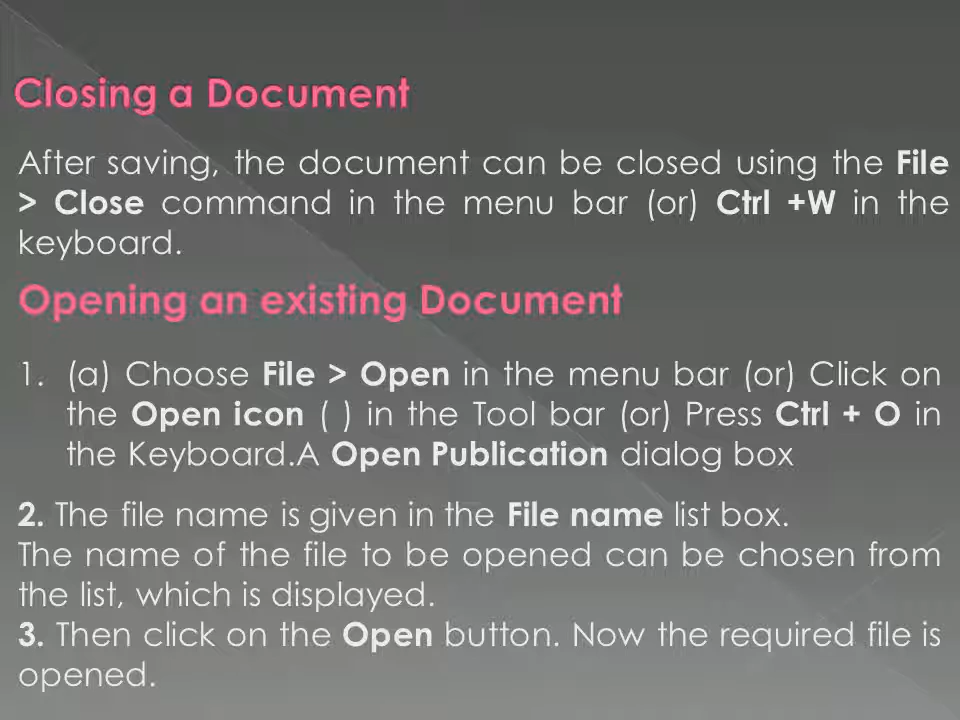 Closing a Document
After saving, the document can be closed using the File
> Close command in the menu bar (or) Ctrl +W in the
keyboard.
Opening an existing Document
1. (a) Choose File > Open in the menu bar (or) Click on
the Open icon ( ) in the Tool bar (or) Press Ctrl + O in
the Keyboard.A Open Publication dialog box
2. The file name is given in the File name list box.
The name of the file to be opened can be chosen from
the list, which is displayed.
3. Then click on the Open button. Now the required file is
opened.